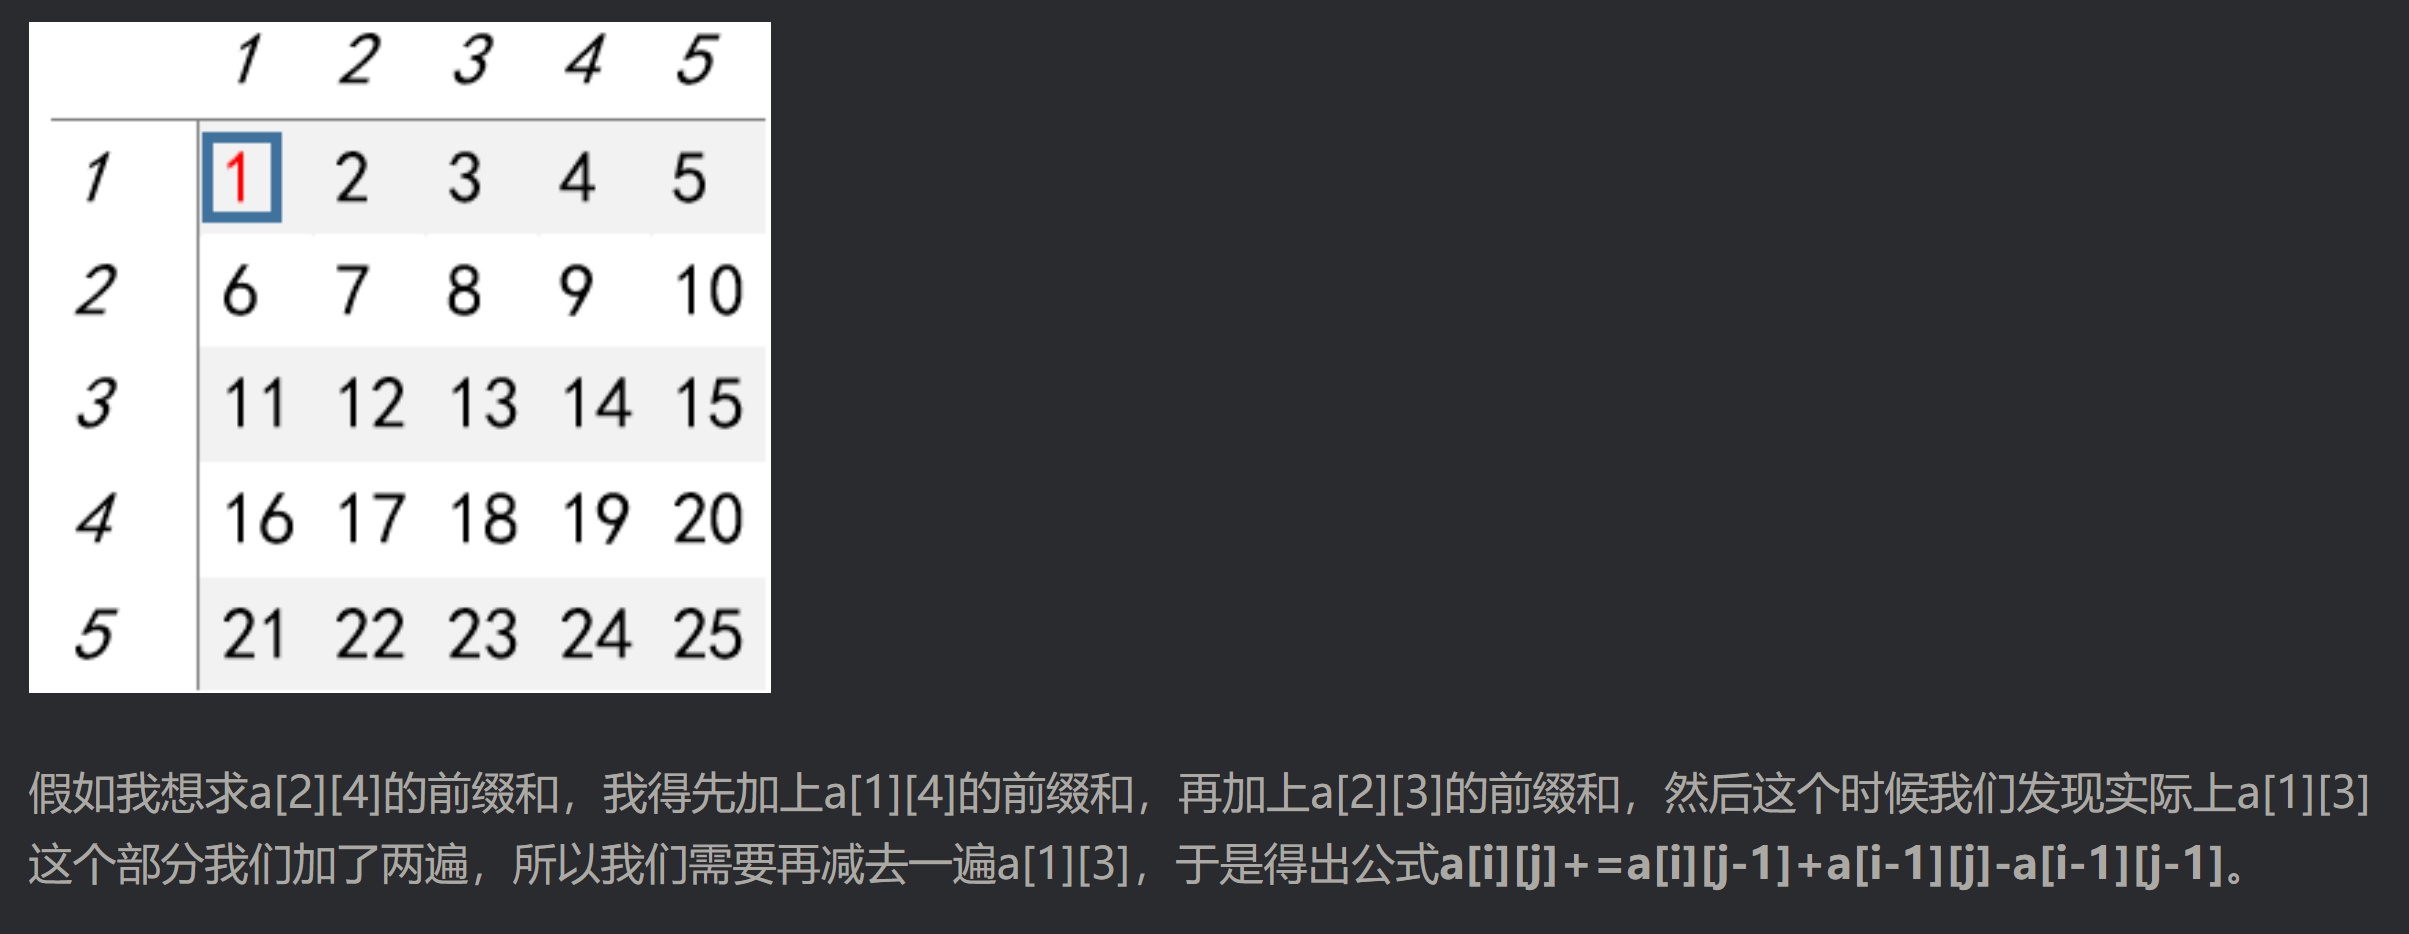 1 2 3 4 5
1 1 2 3 4 5
2 6 7 8 9 10
3 11 12 13 14 15
4 16 17 18 19 20
5 21 22 23 24 25
假如我想求a[2][4]的前缀和，我得先加上a[1][4]的前缀和，再加上a[2][3]的前缀和，然后这个时候我们发现实际上a[1][3]
这个部分我们加了两遍，所以我们需要再减去一遍a[1][3]，于是得出公式a[i][j]+=a[i][j-1]+a[i-1][j]-a[i-1][j-1]。